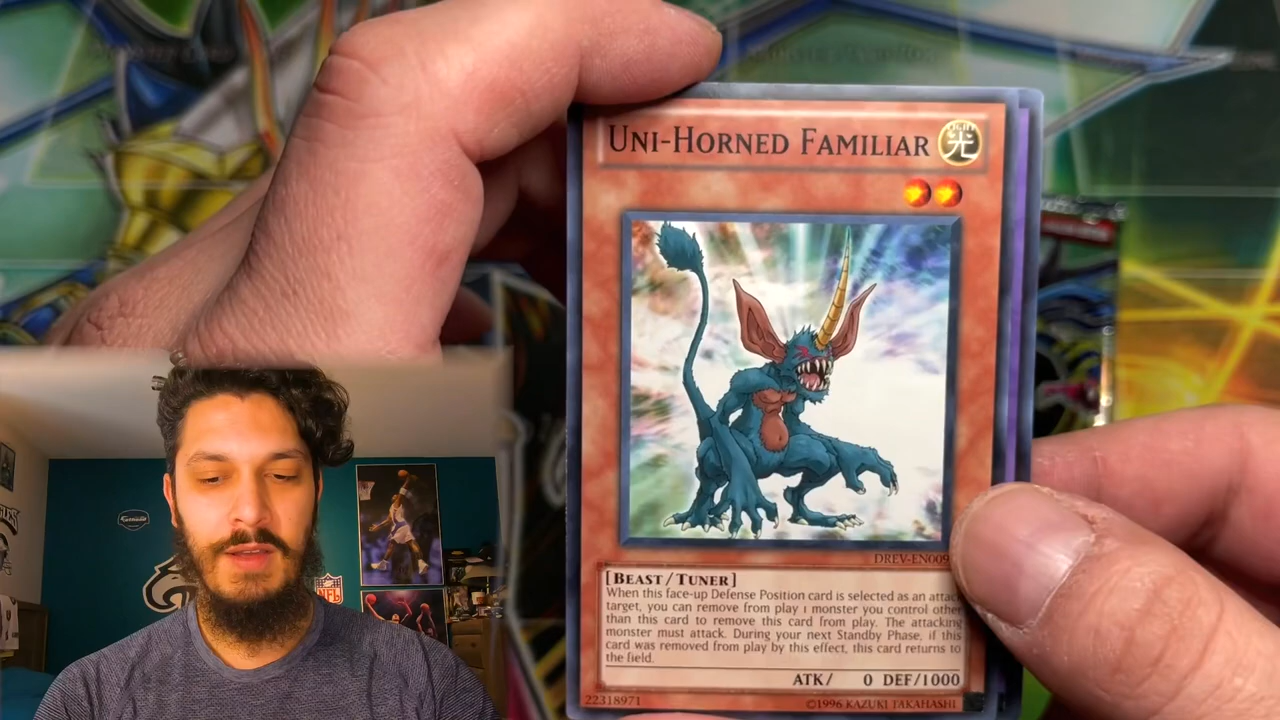 UNI-HORNED FAMILIAR
LIGHT
光
DREV-EN009
[BEAST/TUNER]
When this face-up Defense Position card is selected as an attack
target, you can remove from play 1 monster you control other
than this card to remove this card from play. The attacking
monster must attack. During your next Standby Phase, if this
card was removed from play by this effect, this card returns to
the field.
ATK/ 0 DEF/1000
22318971
©1996 KAZUKI TAKAHASHI
NFL